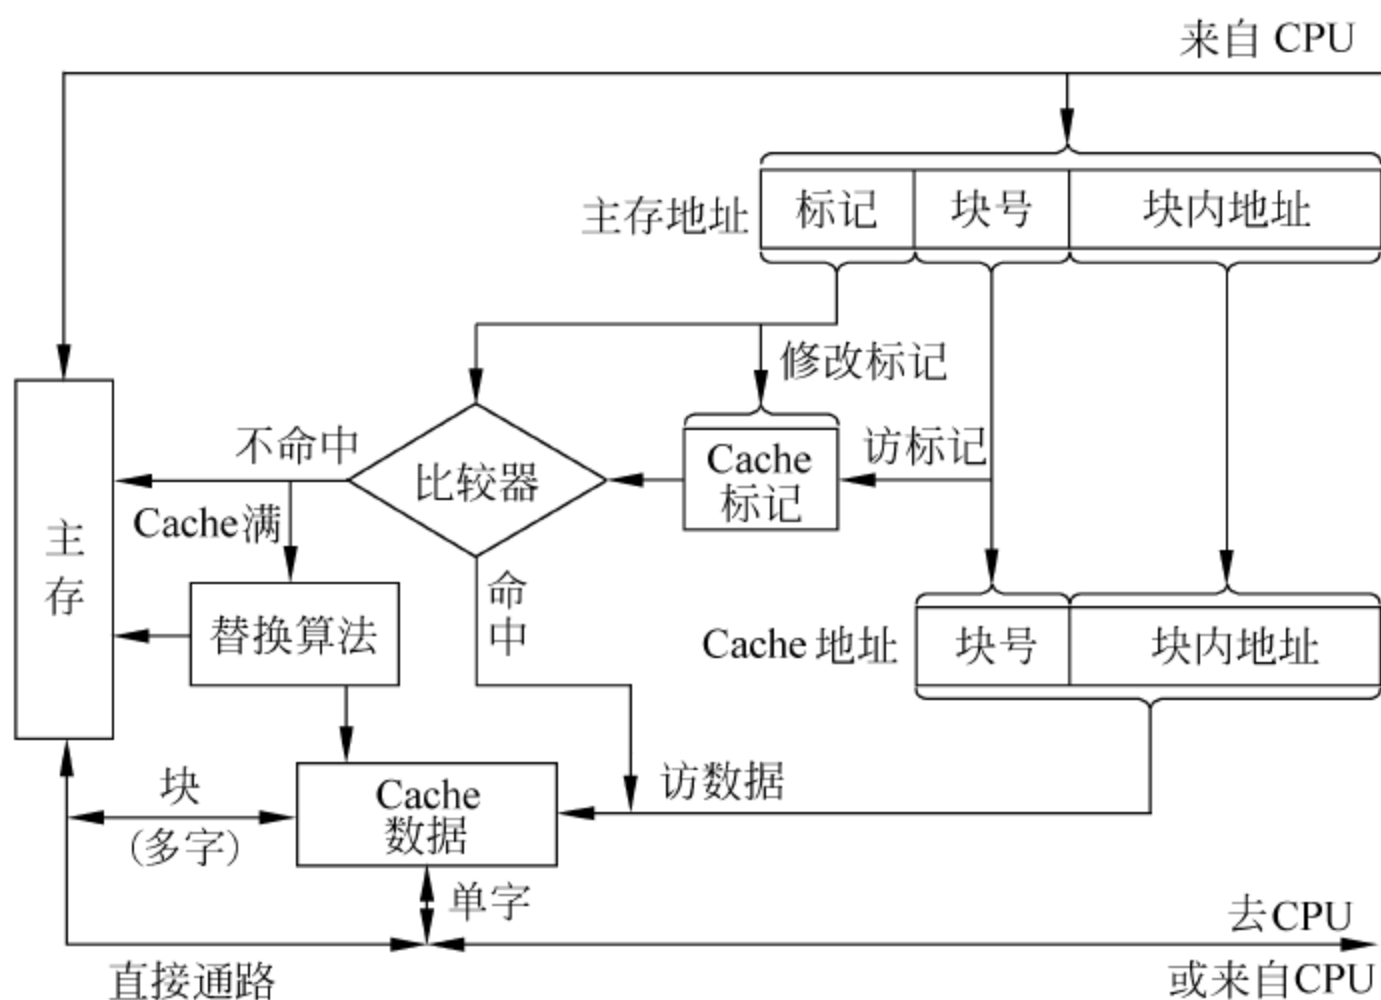 来自 CPU
主存地址
标记
块号
块内地址
修改标记
不命中
比较器
Cache
标记
访标记
主
存
Cache满
命
中
替换算法
Cache 地址
块号
块内地址
块
(多字)
Cache
数据
访数据
单字
去CPU
直接通路
或来自CPU